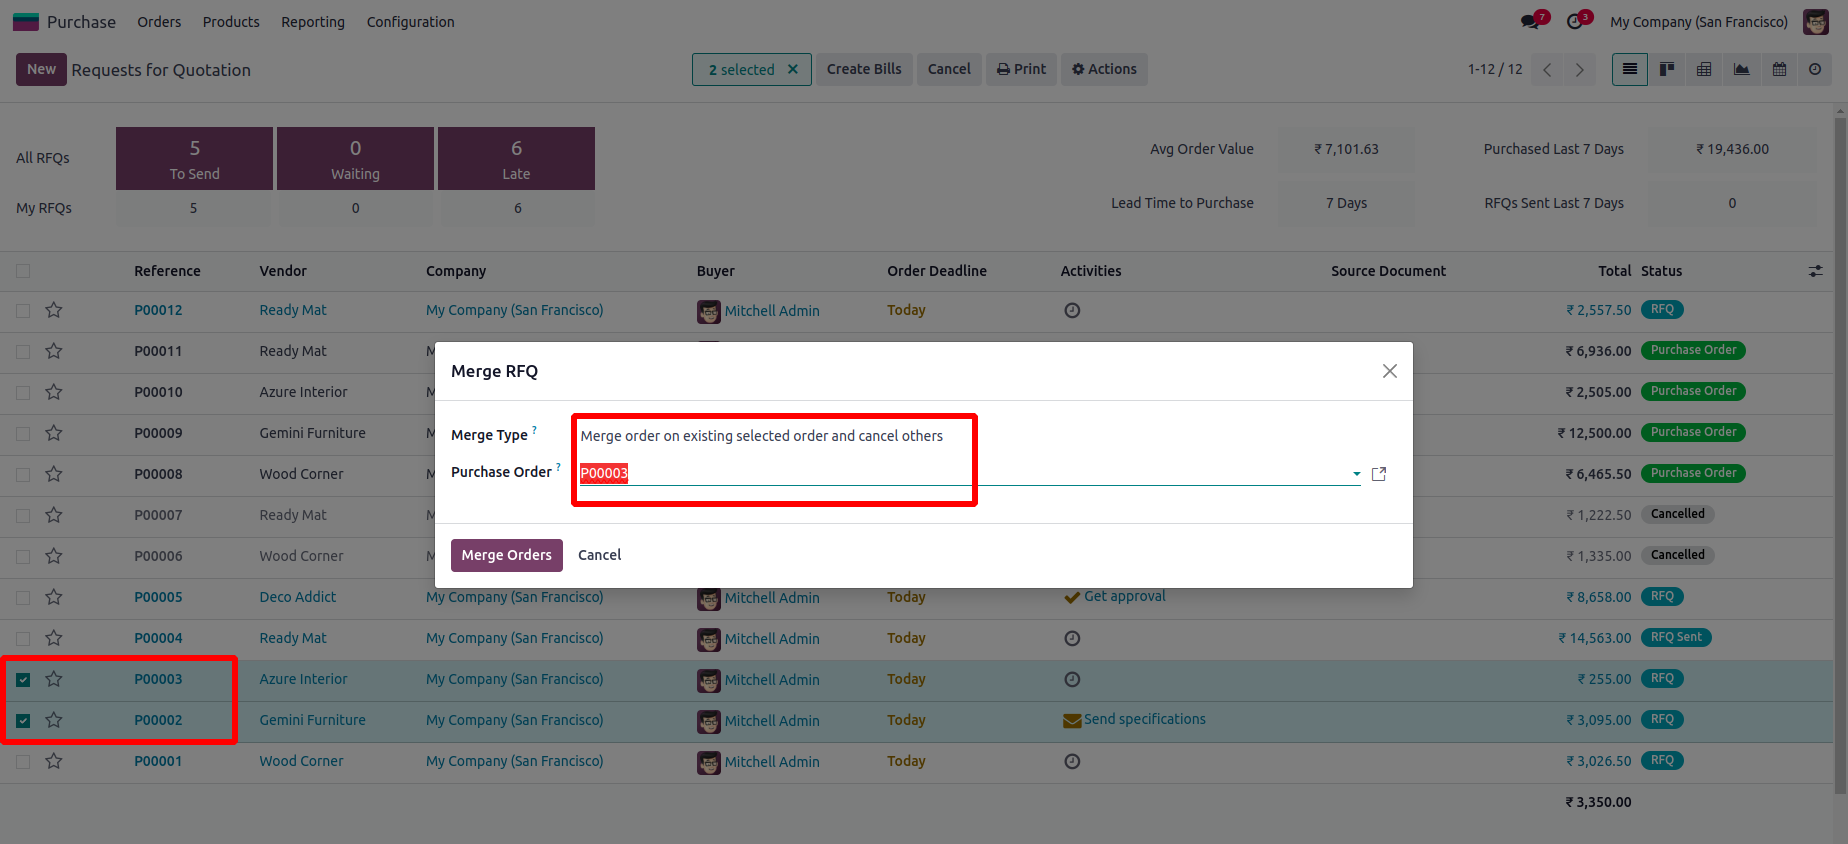 Purchase Orders Products Reporting Configuration 7 3 My Company (San Francisco)
New Requests for Quotation 2 selected ✕ Create Bills Cancel Print Actions 1-12 / 12
All RFQs 5 To Send 0 Waiting 6 Late Avg Order Value ₹ 7,101.63 Purchased Last 7 Days ₹ 19,436.00
My RFQs 5 0 6 Lead Time to Purchase 7 Days RFQs Sent Last 7 Days 0
Reference Vendor Company Buyer Order Deadline Activities Source Document Total Status
P00012 Ready Mat My Company (San Francisco) Mitchell Admin Today ₹ 2,557.50 RFQ
P00011 Ready Mat ₹ 6,936.00 Purchase Order
P00010 Azure Interior ₹ 2,505.00 Purchase Order
P00009 Gemini Furniture ₹ 12,500.00 Purchase Order
P00008 Wood Corner ₹ 6,465.50 Purchase Order
P00007 Ready Mat ₹ 1,222.50 Cancelled
P00006 Wood Corner ₹ 1,335.00 Cancelled
Merge RFQ
Merge Type ? Merge order on existing selected order and cancel others
Purchase Order ? P00003
Merge Orders Cancel
P00005 Deco Addict My Company (San Francisco) Mitchell Admin Today Get approval ₹ 8,658.00 RFQ
P00004 Ready Mat My Company (San Francisco) Mitchell Admin Today ₹ 14,563.00 RFQ Sent
P00003 Azure Interior My Company (San Francisco) Mitchell Admin Today ₹ 255.00 RFQ
P00002 Gemini Furniture My Company (San Francisco) Mitchell Admin Today Send specifications ₹ 3,095.00 RFQ
P00001 Wood Corner My Company (San Francisco) Mitchell Admin Today ₹ 3,026.50 RFQ
₹ 3,350.00